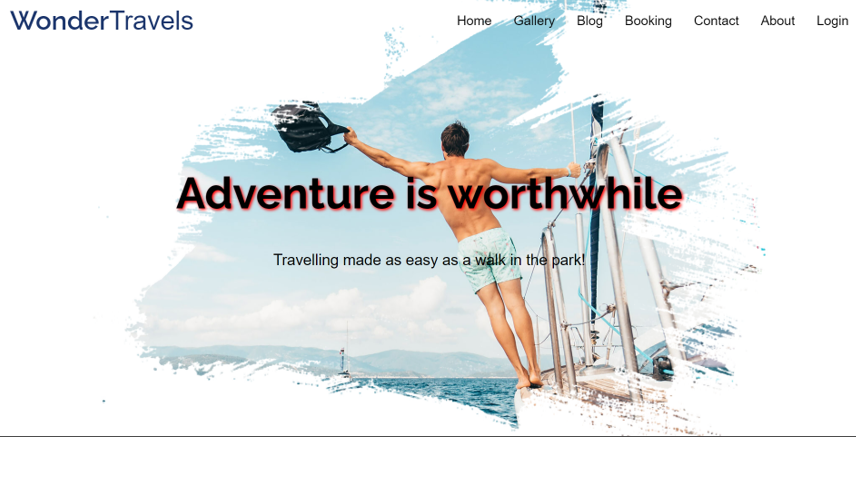 WonderTravels
Home Gallery Blog Booking Contact About Login
Adventure is worthwhile
Travelling made as easy as a walk in the park!